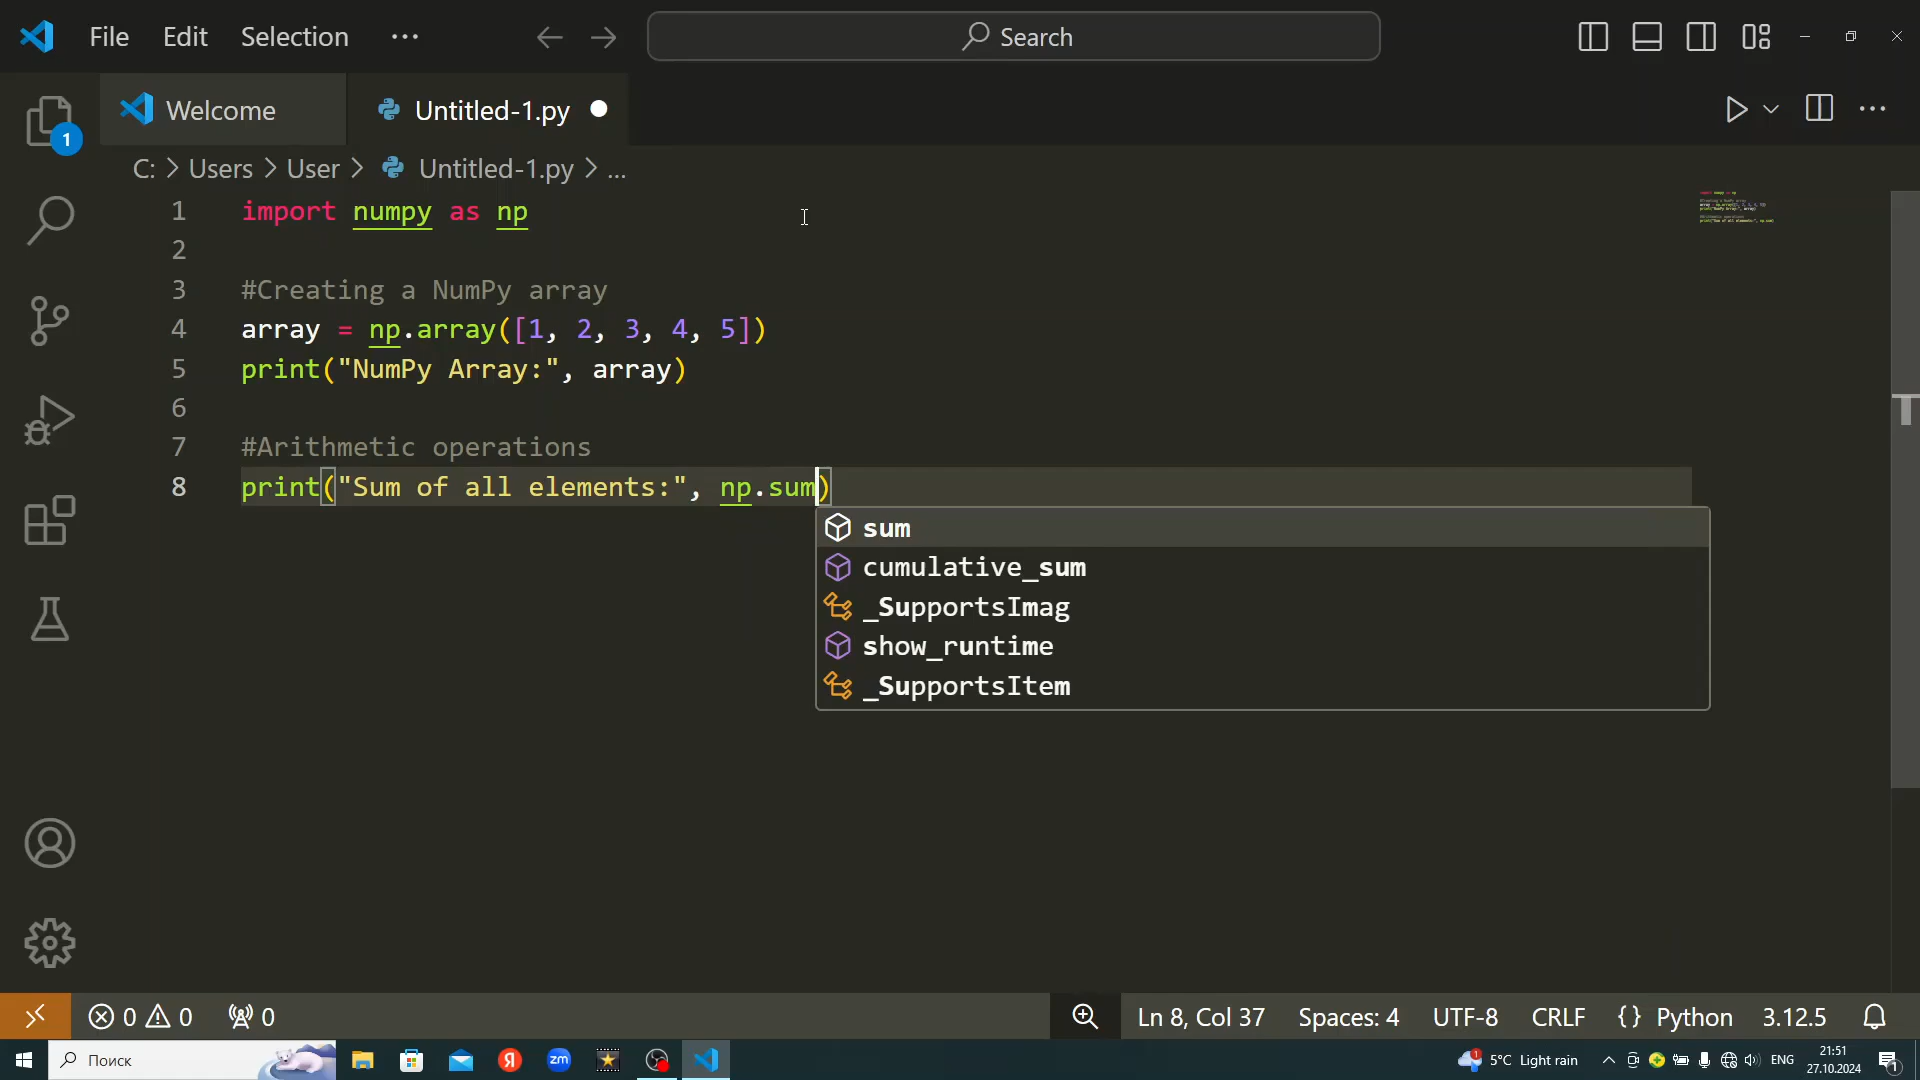 File Edit Selection ··· Search
Welcome Untitled-1.py
1
C: > Users > User > Untitled-1.py > ...
1 import numpy as np
2
3 #Creating a NumPy array
4 array = np.array([1, 2, 3, 4, 5])
5 print("NumPy Array:", array)
6
7 #Arithmetic operations
8 print("Sum of all elements:", np.sum)
sum
cumulative_sum
_SupportsImag
show_runtime
_SupportsItem
0 0 0 Ln 8, Col 37 Spaces: 4 UTF-8 CRLF {} Python 3.12.5
Поиск Я zm 1 5°C Light rain ENG 21:51 1
27.10.2024